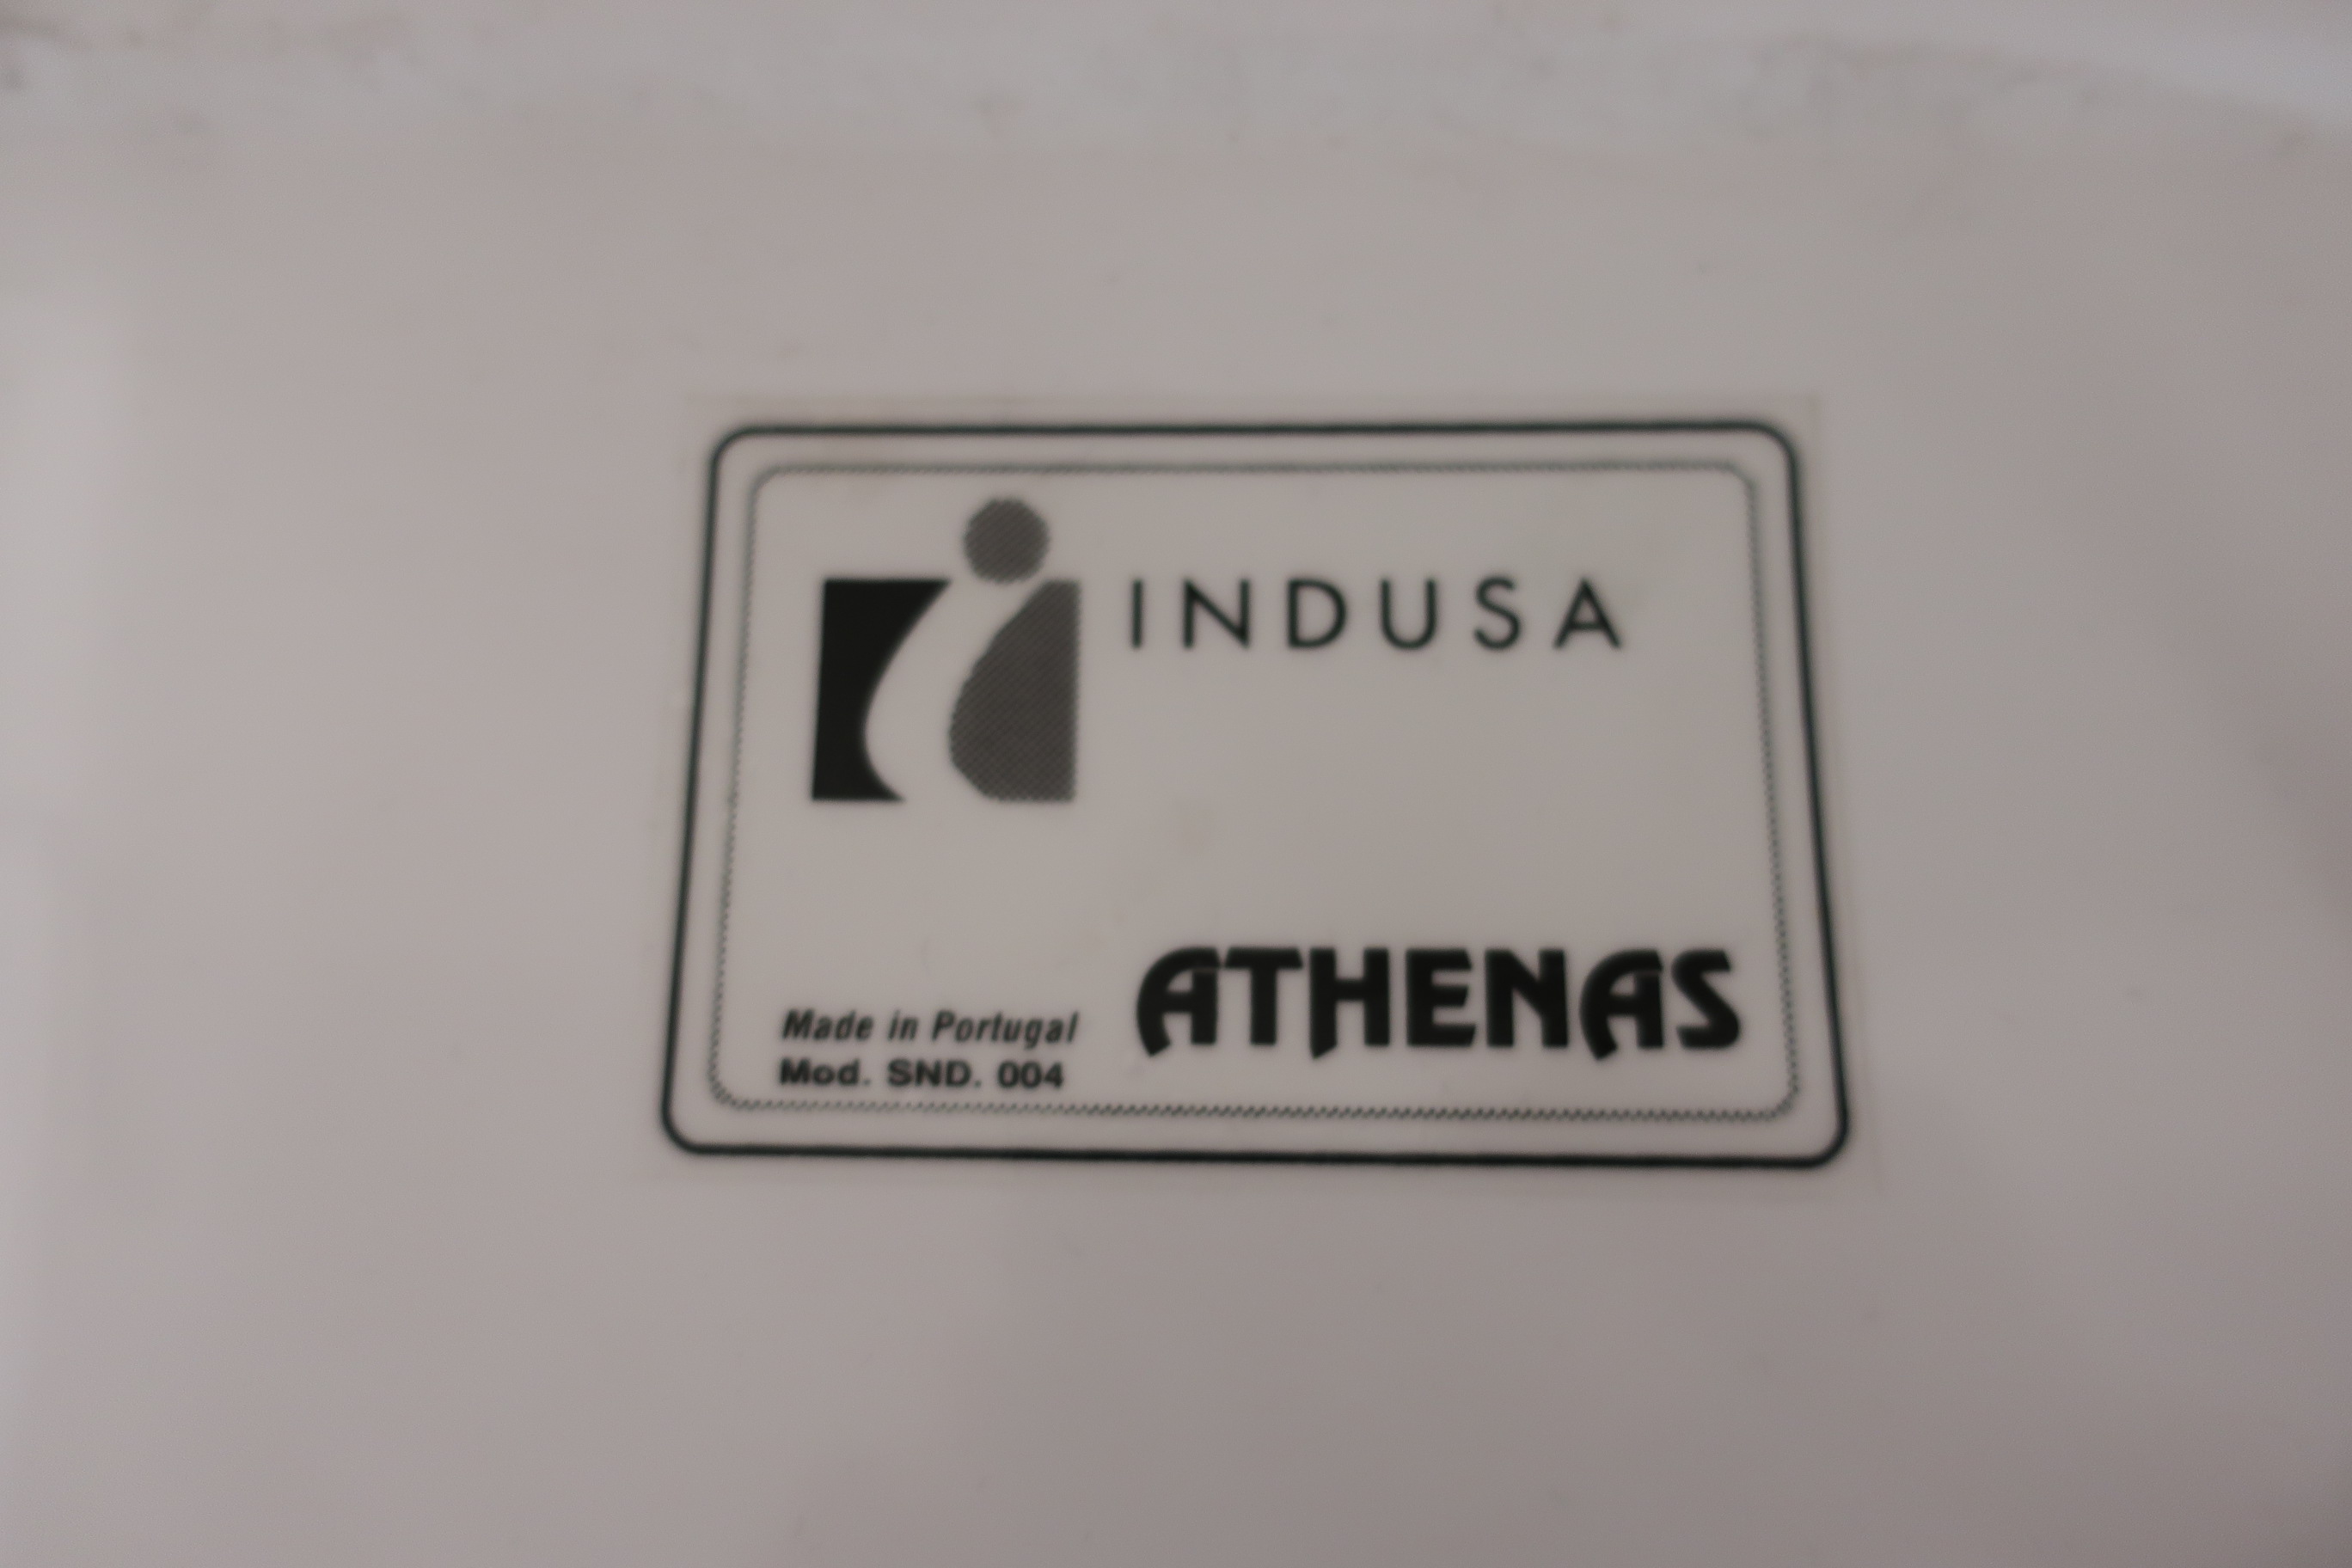 INDUSA
ATHENAS
Made in Portugal
Mod. SND. 004